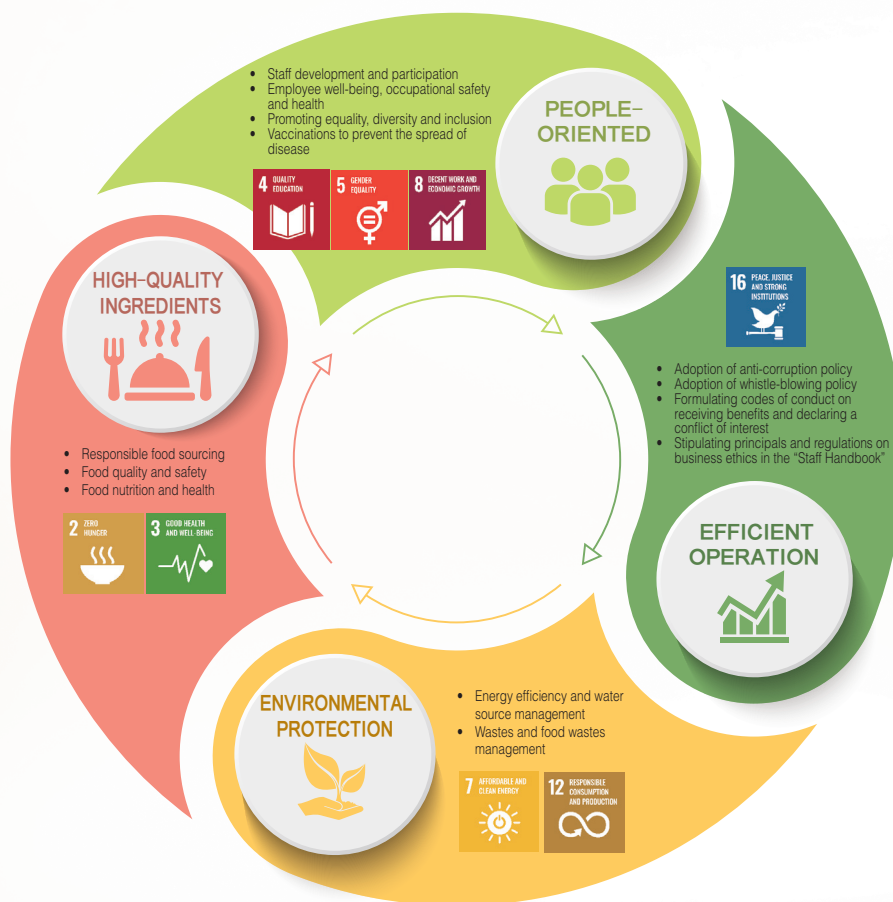 • Staff development and participation
• Employee well-being, occupational safety
and health
• Promoting equality, diversity and inclusion
• Vaccinations to prevent the spread of
disease
PEOPLE-
ORIENTED
4 QUALITY
EDUCATION
5 GENDER
EQUALITY
8 DECENT WORK AND
ECONOMIC GROWTH
HIGH-QUALITY
INGREDIENTS
• Responsible food sourcing
• Food quality and safety
• Food nutrition and health
2 ZERO
HUNGER
3 GOOD HEALTH
AND WELL-BEING
16 PEACE, JUSTICE
AND STRONG
INSTITUTIONS
• Adoption of anti-corruption policy
• Adoption of whistle-blowing policy
• Formulating codes of conduct on
receiving benefits and declaring a
conflict of interest
• Stipulating principals and regulations on
business ethics in the “Staff Handbook”
EFFICIENT
OPERATION
ENVIRONMENTAL
PROTECTION
• Energy efficiency and water
source management
• Wastes and food wastes
management
7 AFFORDABLE AND
CLEAN ENERGY
12 RESPONSIBLE
CONSUMPTION
AND PRODUCTION